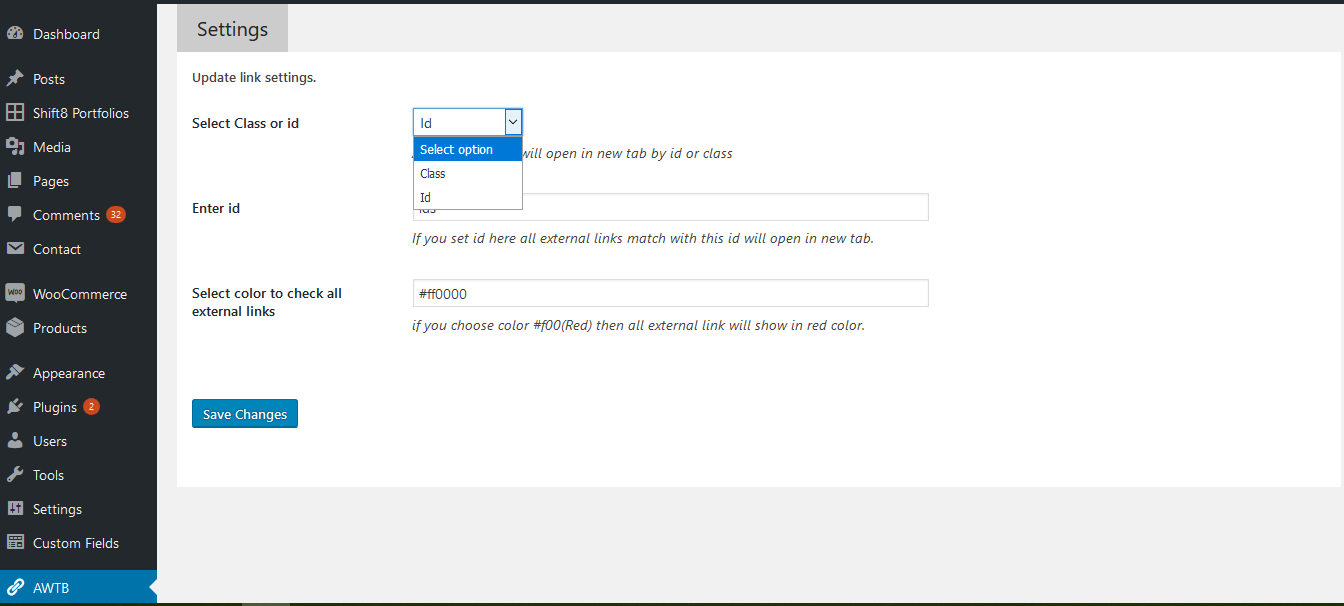 Dashboard
Posts
Shift8 Portfolios
Media
Pages
Comments 32
Contact
WOO WooCommerce
Products
Appearance
Plugins 2
Users
Tools
Settings
Custom Fields
AWTB
Settings
Update link settings.
Select Class or id
Id
Select option
Class
Id
will open in new tab by id or class
Enter id
If you set id here all external links match with this id will open in new tab.
Select color to check all
external links
#ff0000
if you choose color #f00(Red) then all external link will show in red color.
Save Changes